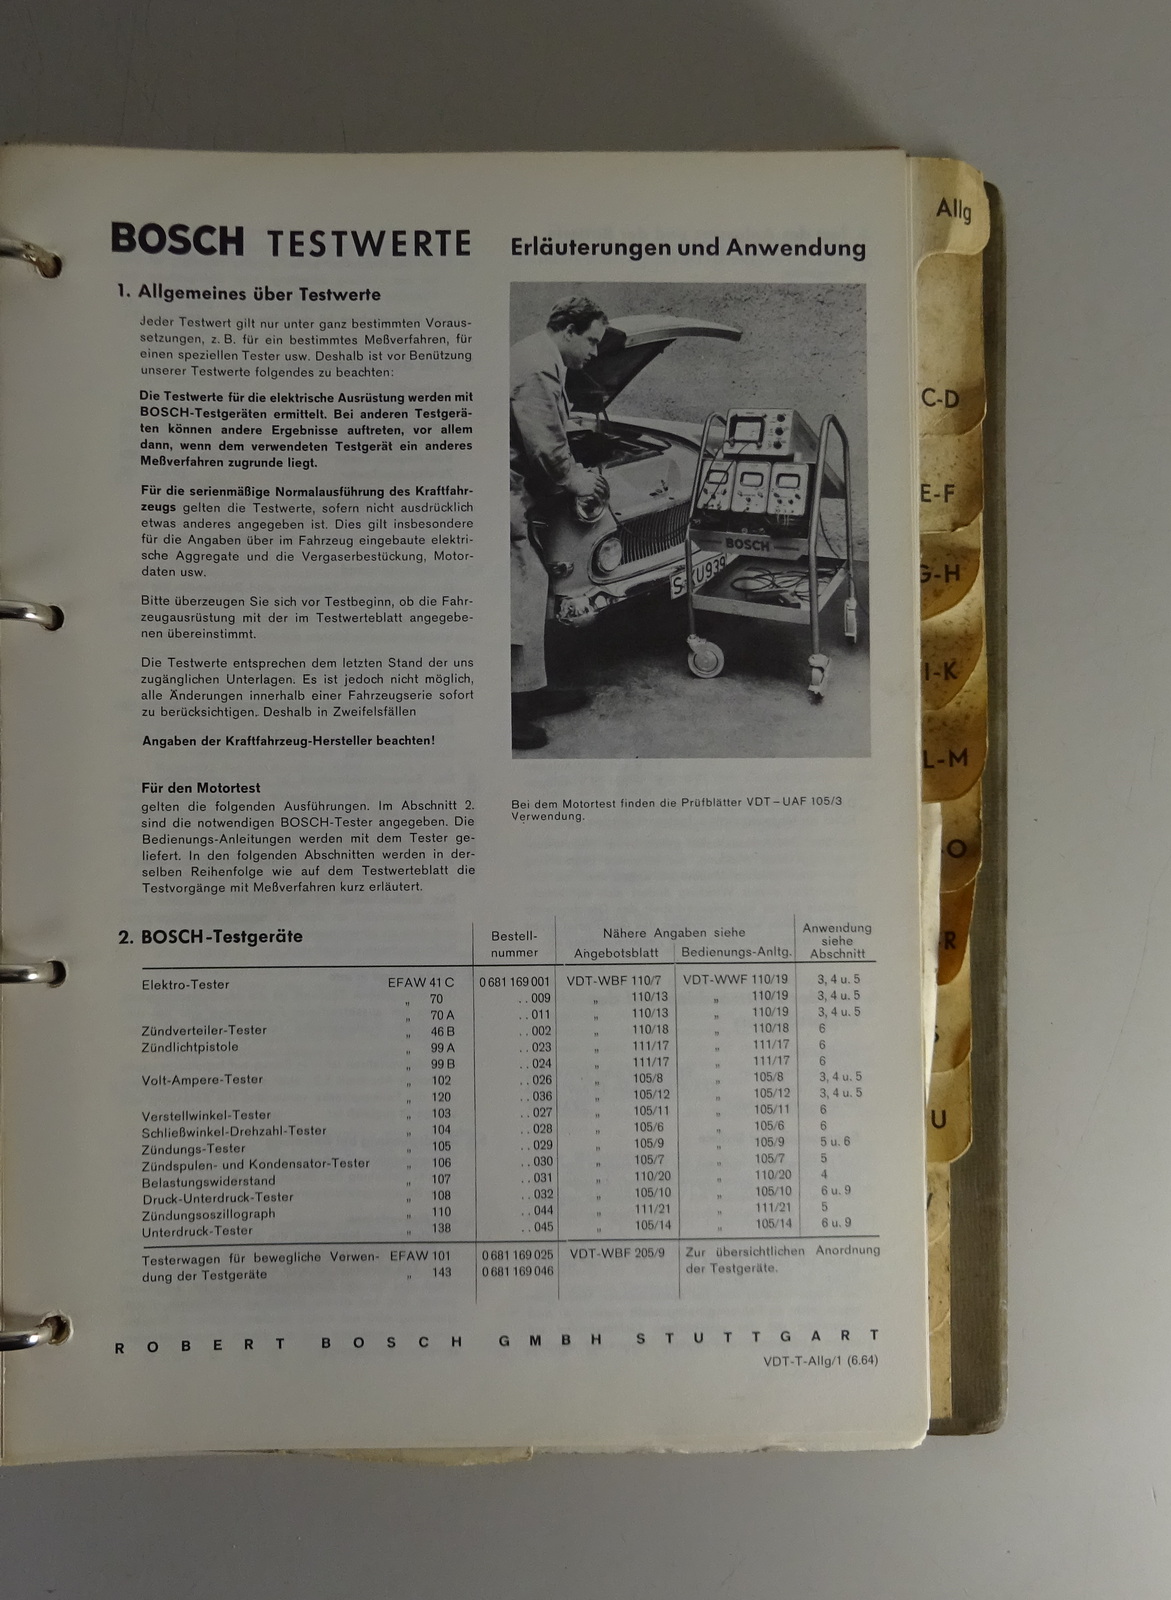 BOSCH TESTWERTE
Erläuterungen und Anwendung
1. Allgemeines über Testwerte
Jeder Testwert gilt nur unter ganz bestimmten Voraus-
setzungen, z. B. für ein bestimmtes Meßverfahren, für
einen speziellen Tester usw. Deshalb ist vor Benützung
unserer Testwerte folgendes zu beachten:
Die Testwerte für die elektrische Ausrüstung werden mit
BOSCH-Testgeräten ermittelt. Bei anderen Testgerä-
ten können andere Ergebnisse auftreten, vor allem
dann, wenn dem verwendeten Testgerät ein anderes
Meßverfahren zugrunde liegt.
Für die serienmäßige Normalausführung des Kraftfahr-
zeugs gelten die Testwerte, sofern nicht ausdrücklich
etwas anderes angegeben ist. Dies gilt insbesondere
für die Angaben über im Fahrzeug eingebaute elektri-
sche Aggregate und die Vergaserbestückung, Motor-
daten usw.
Bitte überzeugen Sie sich vor Testbeginn, ob die Fahr-
zeugausrüstung mit der im Testwerteblatt angegebe-
nen übereinstimmt.
Die Testwerte entsprechen dem letzten Stand der uns
zugänglichen Unterlagen. Es ist jedoch nicht möglich,
alle Änderungen innerhalb einer Fahrzeugserie sofort
zu berücksichtigen. Deshalb in Zweifelsfällen
Angaben der Kraftfahrzeug-Hersteller beachten!
Für den Motortest
gelten die folgenden Ausführungen. Im Abschnitt 2.
sind die notwendigen BOSCH-Tester angegeben. Die
Bedienungs-Anleitungen werden mit dem Tester ge-
liefert. In den folgenden Abschnitten werden in der-
selben Reihenfolge wie auf dem Testwerteblatt die
Testvorgänge mit Meßverfahren kurz erläutert.
BOSCH
Bei dem Motortest finden die Prüfblätter VDT – UAF 105/3
Verwendung.
2. BOSCH-Testgeräte
Bestell-
nummer
Nähere Angaben siehe
Angebotsblatt Bedienungs-Anltg.
Anwendung
siehe
Abschnitt
Elektro-Tester EFAW 41 C 0 681 169 001 VDT-WBF 110/7 VDT-WWF 110/19 3, 4 u. 5
„ 70 . . 009 „ 110/13 „ 110/19 3, 4 u. 5
„ 70 A . . 011 „ 110/13 „ 110/19 3, 4 u. 5
Zündverteiler-Tester „ 46 B . . 002 „ 110/18 „ 110/18 6
Zündlichtpistole „ 99 A . . 023 „ 111/17 „ 111/17 6
„ 99 B . . 024 „ 111/17 „ 111/17 6
Volt-Ampere-Tester „ 102 . . 026 „ 105/8 „ 105/8 3, 4 u. 5
„ 120 . . 036 „ 105/12 „ 105/12 3, 4 u. 5
Verstellwinkel-Tester „ 103 . . 027 „ 105/11 „ 105/11 6
Schließwinkel-Drehzahl-Tester „ 104 . . 028 „ 105/6 „ 105/6 6
Zündungs-Tester „ 105 . . 029 „ 105/9 „ 105/9 5 u. 6
Zündspulen- und Kondensator-Tester „ 106 . . 030 „ 105/7 „ 105/7 5
Belastungswiderstand „ 107 . . 031 „ 110/20 „ 110/20 4
Druck-Unterdruck-Tester „ 108 . . 032 „ 105/10 „ 105/10 6 u. 9
Zündungsoszillograph „ 110 . . 044 „ 111/21 „ 111/21 5
Unterdruck-Tester „ 138 . . 045 „ 105/14 „ 105/14 6 u. 9
Testerwagen für bewegliche Verwen- EFAW 101 0 681 169 025 VDT-WBF 205/9 Zur übersichtlichen Anordnung
dung der Testgeräte „ 143 0 681 169 046 der Testgeräte.
ROBERT BOSCH GMBH STUTTGART
VDT-T-Allg/1 (6.64)
Allg
C-D
E-F
G-H
I-K
L-M
-O
-R
U